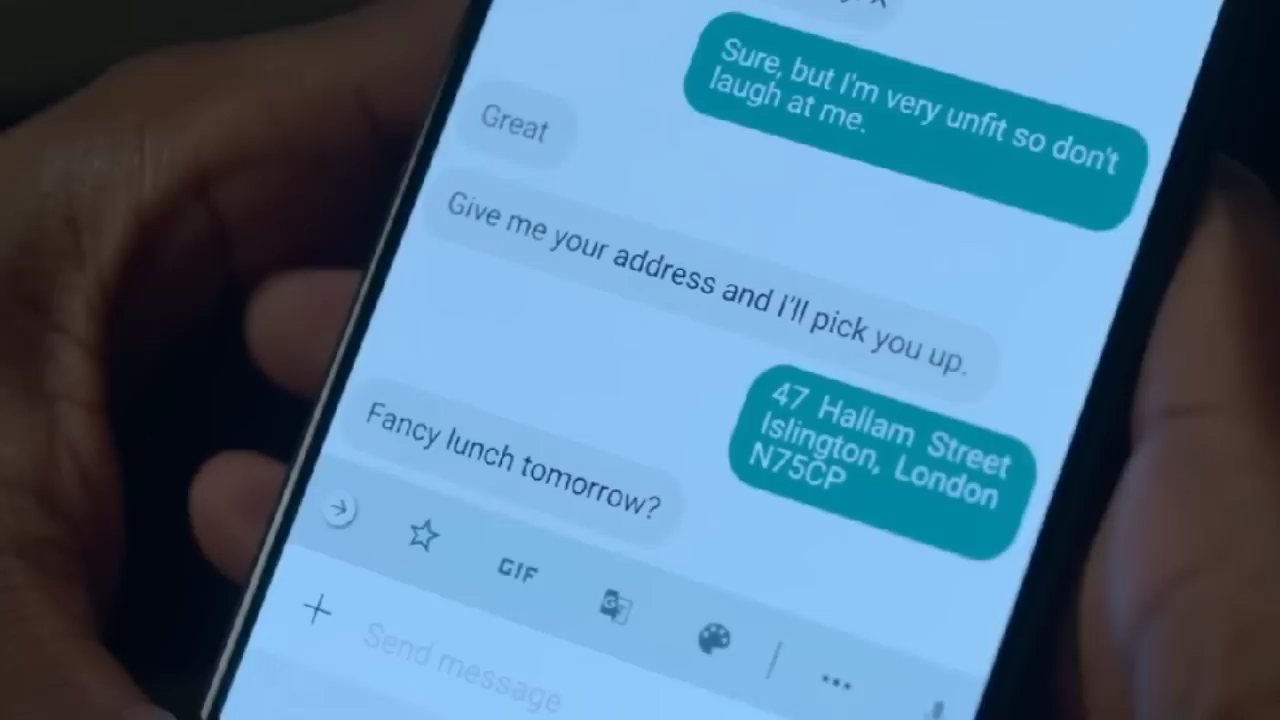 Sure, but I'm very unfit so don't
laugh at me.
Great
Give me your address and I'll pick you up.
47 Hallam Street
Islington, London
N75CP
Fancy lunch tomorrow?
GIF
Send message